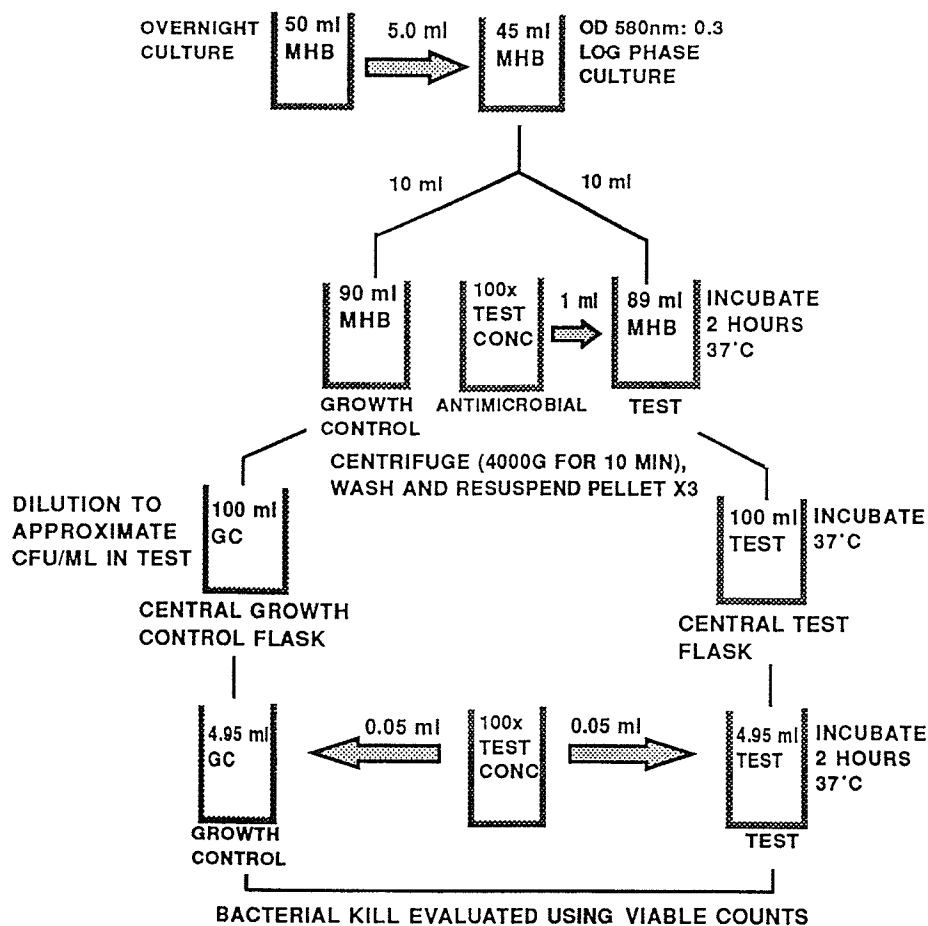 OVERNIGHT
CULTURE
50 ml
MHB
5.0 ml
45 ml
MHB
OD 580nm: 0.3
LOG PHASE
CULTURE
10 ml
10 ml
90 ml
MHB
GROWTH
CONTROL
100x
TEST
CONC
ANTIMICROBIAL
1 ml
89 ml
MHB
TEST
INCUBATE
2 HOURS
37˚C
CENTRIFUGE (4000G FOR 10 MIN),
WASH AND RESUSPEND PELLET X3
DILUTION TO
APPROXIMATE
CFU/ML IN TEST
100 ml
GC
CENTRAL GROWTH
CONTROL FLASK
100 ml
TEST
INCUBATE
37˚C
CENTRAL TEST
FLASK
4.95 ml
GC
GROWTH
CONTROL
0.05 ml
100x
TEST
CONC
0.05 ml
4.95 ml
TEST
TEST
INCUBATE
2 HOURS
37˚C
BACTERIAL KILL EVALUATED USING VIABLE COUNTS